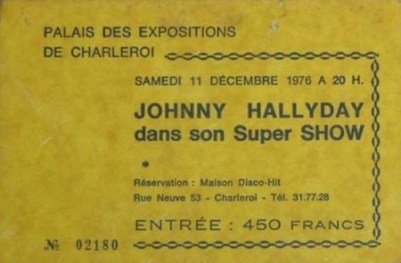 PALAIS DES EXPOSITIONS
DE CHARLEROI
SAMEDI 11 DÉCEMBRE 1976 A 20 H.
JOHNNY HALLYDAY
dans son Super SHOW
*
Réservation : Maison Disco-Hit
Rue Neuve 53 - Charleroi - Tél. 31.77.28
ENTRÉE : 450 FRANCS
№ 02180